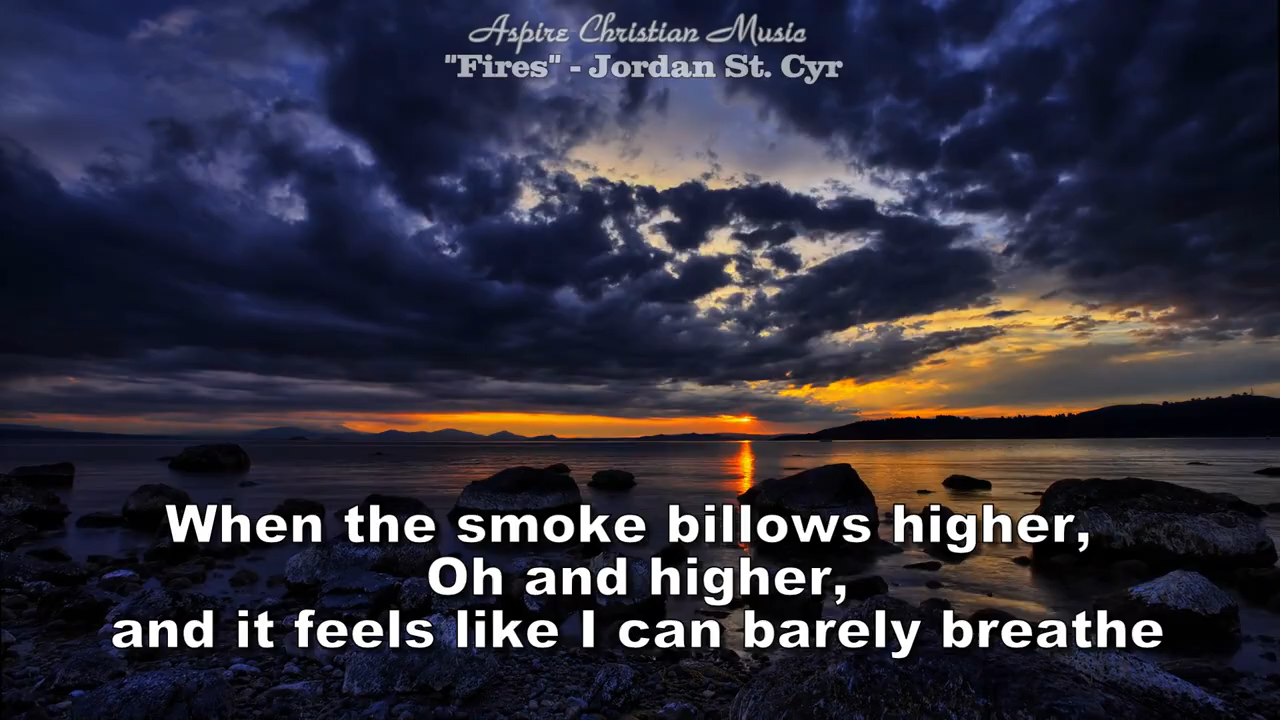 Aspire Christian Music
"Fires" - Jordan St. Cyr
When the smoke billows higher,
Oh and higher,
and it feels like I can barely breathe